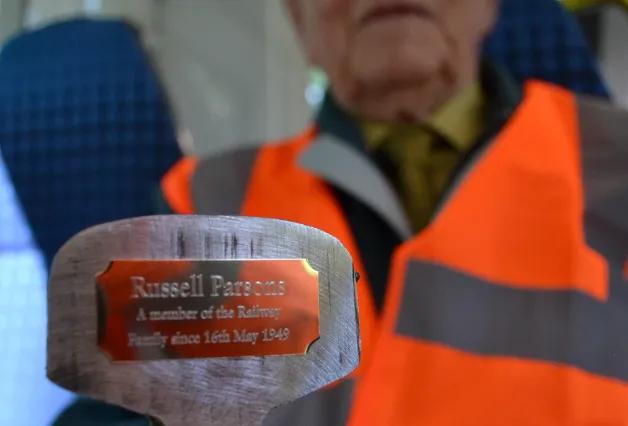 Russell Parsons
A member of the Railway
Family since 16th May 1949